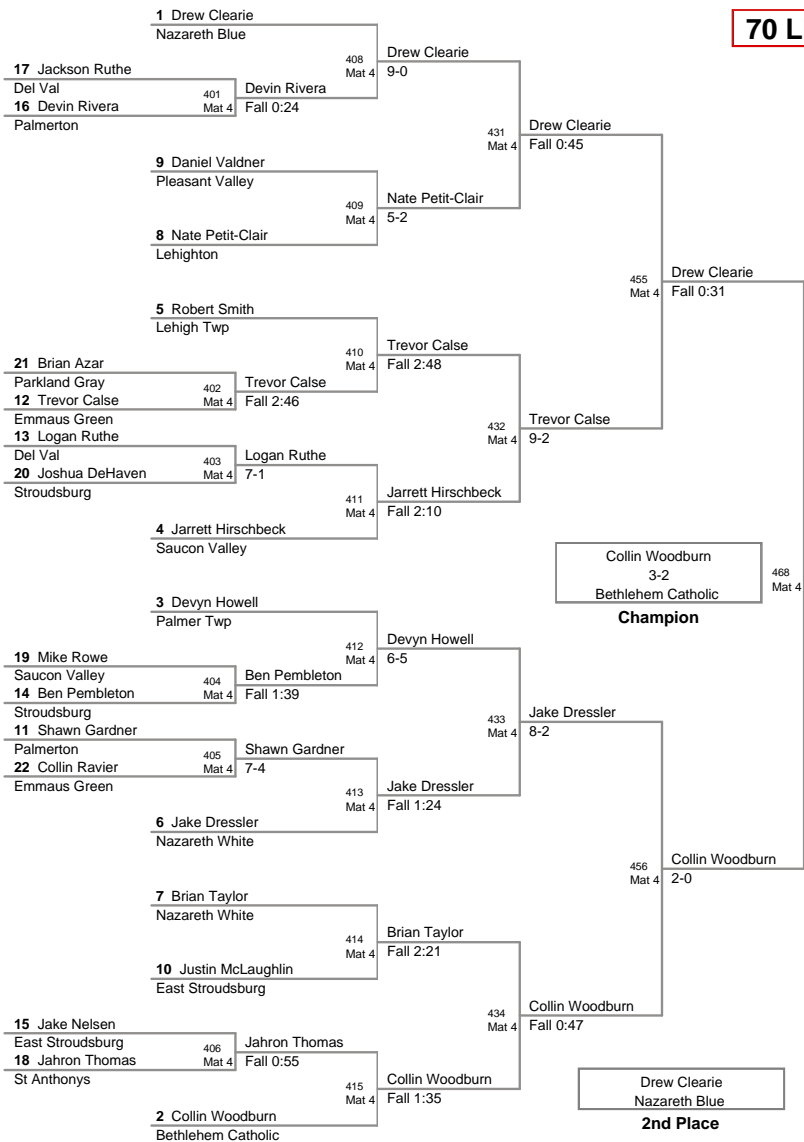 1 Drew Clearie
Nazareth Blue
70 L
408
Mat 4
Drew Clearie
9-0
17 Jackson Ruthe
Del Val
16 Devin Rivera
Palmerton
401
Mat 4
Devin Rivera
Fall 0:24
431
Mat 4
Drew Clearie
Fall 0:45
9 Daniel Valdner
Pleasant Valley
409
Mat 4
Nate Petit-Clair
5-2
8 Nate Petit-Clair
Lehighton
455
Mat 4
Drew Clearie
Fall 0:31
5 Robert Smith
Lehigh Twp
410
Mat 4
Trevor Calse
Fall 2:48
21 Brian Azar
Parkland Gray
12 Trevor Calse
Emmaus Green
402
Mat 4
Trevor Calse
Fall 2:46
432
Mat 4
Trevor Calse
9-2
13 Logan Ruthe
Del Val
20 Joshua DeHaven
Stroudsburg
403
Mat 4
Logan Ruthe
7-1
411
Mat 4
Jarrett Hirschbeck
Fall 2:10
4 Jarrett Hirschbeck
Saucon Valley
Collin Woodburn
3-2
Bethlehem Catholic
Champion
468
Mat 4
3 Devyn Howell
Palmer Twp
412
Mat 4
Devyn Howell
6-5
19 Mike Rowe
Saucon Valley
14 Ben Pembleton
Stroudsburg
404
Mat 4
Ben Pembleton
Fall 1:39
433
Mat 4
Jake Dressler
8-2
11 Shawn Gardner
Palmerton
22 Collin Ravier
Emmaus Green
405
Mat 4
Shawn Gardner
7-4
413
Mat 4
Jake Dressler
Fall 1:24
6 Jake Dressler
Nazareth White
456
Mat 4
Collin Woodburn
2-0
7 Brian Taylor
Nazareth White
414
Mat 4
Brian Taylor
Fall 2:21
10 Justin McLaughlin
East Stroudsburg
434
Mat 4
Collin Woodburn
Fall 0:47
15 Jake Nelsen
East Stroudsburg
18 Jahron Thomas
St Anthonys
406
Mat 4
Jahron Thomas
Fall 0:55
415
Mat 4
Collin Woodburn
Fall 1:35
2 Collin Woodburn
Bethlehem Catholic
Drew Clearie
Nazareth Blue
2nd Place